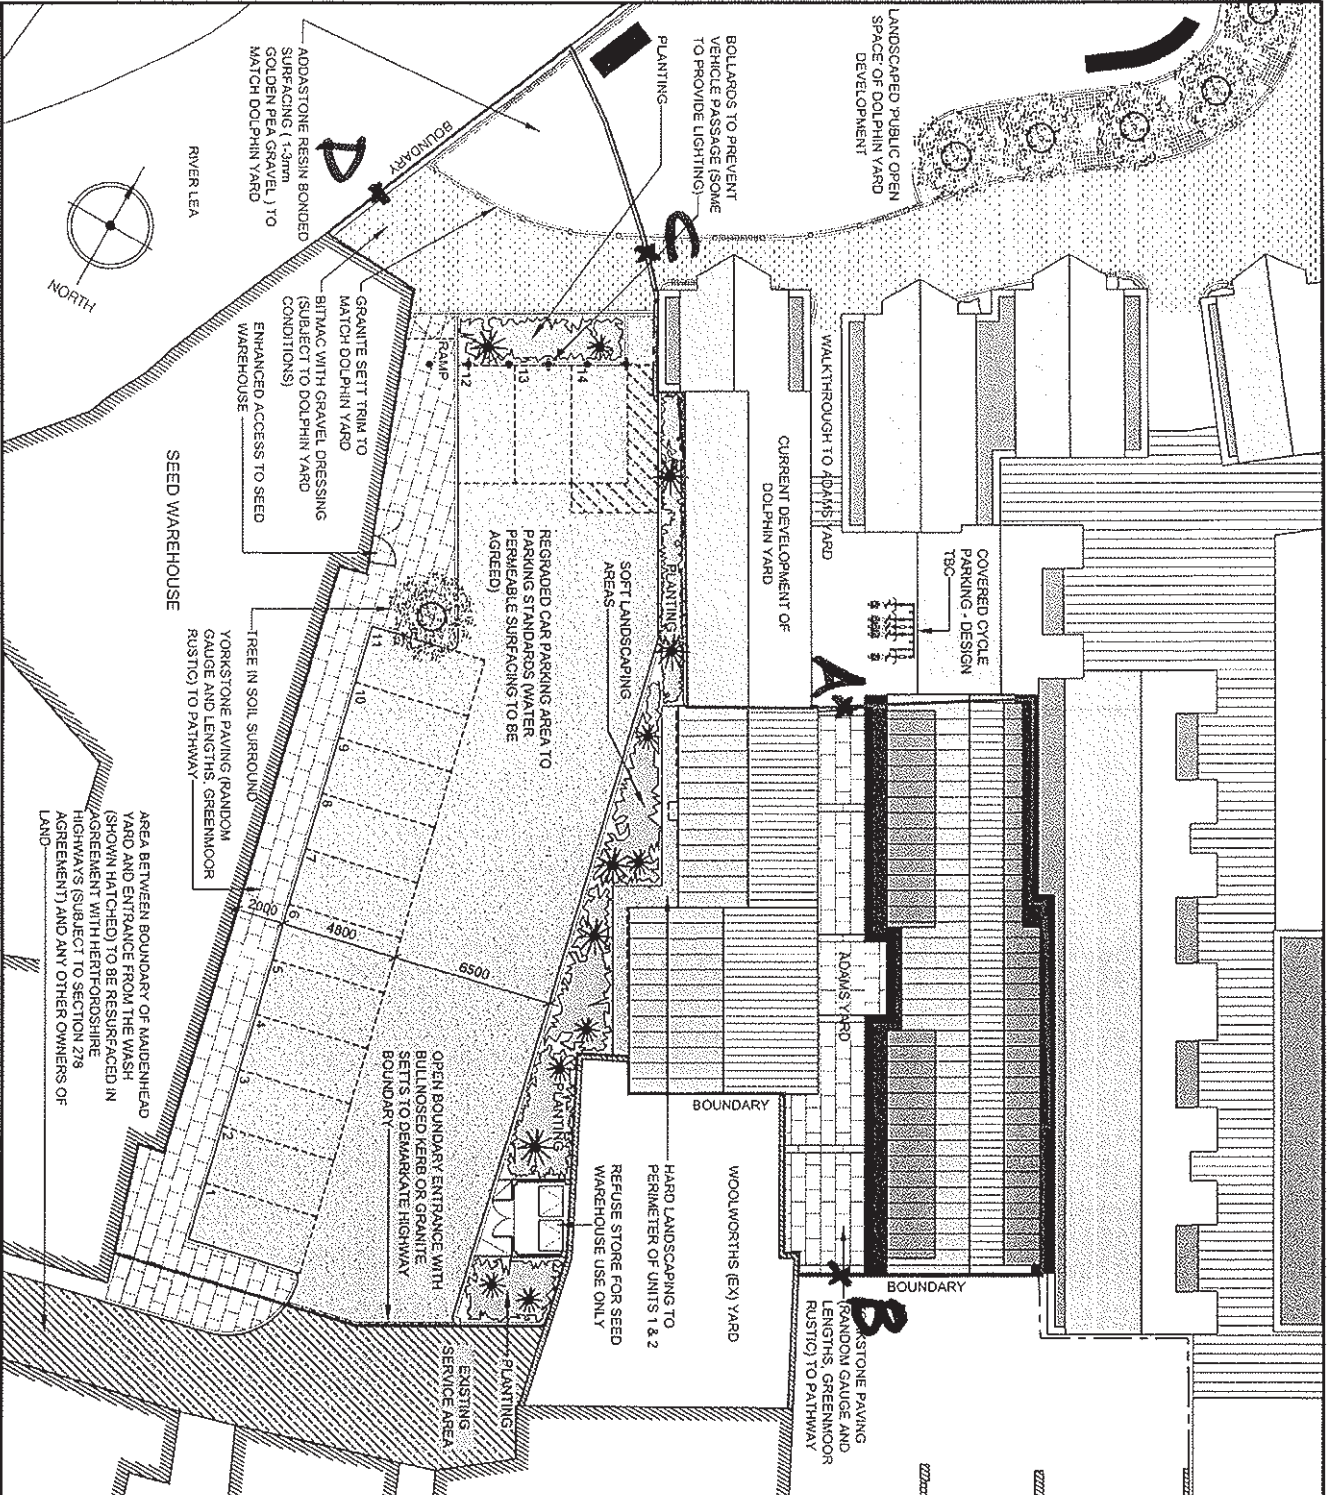 LANDSCAPED 'PUBLIC OPEN
SPACE' OF DOLPHIN YARD
DEVELOPMENT
BOLLARDS TO PREVENT
VEHICLE PASSAGE (SOME
TO PROVIDE LIGHTING)
PLANTING
ADDASTONE RESIN BONDED
SURFACING ( 1-3mm
GOLDEN PEA GRAVEL ) TO
MATCH DOLPHIN YARD
BOUNDARY
D
C
RIVER LEA
NORTH
GRANITE SETT TRIM TO
MATCH DOLPHIN YARD
BITMAC WITH GRAVEL DRESSING
(SUBJECT TO DOLPHIN YARD
CONDITIONS)
ENHANCED ACCESS TO SEED
WAREHOUSE
RAMP
12
13
14
WALKTHROUGH TO ADAMS YARD
CURRENT DEVELOPMENT OF
DOLPHIN YARD
COVERED CYCLE
PARKING - DESIGN
TBC
PLANTING
SOFT LANDSCAPING
AREAS
REGRADED CAR PARKING AREA TO
PARKING STANDARDS (WATER
PERMEABLE SURFACING TO BE
AGREED)
SEED WAREHOUSE
TREE IN SOIL SURROUND
YORKSTONE PAVING (RANDOM
GAUGE AND LENGTHS, GREENMOOR
RUSTIC) TO PATHWAY
11
10
9
8
7
6
5
4
3
2
1
2000
4800
6500
A
ADAMS YARD
BOUNDARY
WOOLWORTHS (EX) YARD
HARD LANDSCAPING TO
PERIMETER OF UNITS 1 & 2
REFUSE STORE FOR SEED
WAREHOUSE USE ONLY
PLANTING
OPEN BOUNDARY ENTRANCE WITH
BULLNOSED KERB OR GRANITE
SETTS TO DEMARKATE HIGHWAY
BOUNDARY
AREA BETWEEN BOUNDARY OF MAIDENHEAD
YARD AND ENTRANCE FROM THE WASH
(SHOWN HATCHED) TO BE RESURFACED IN
AGREEMENT WITH HERTFORDSHIRE
HIGHWAYS (SUBJECT TO SECTION 278
AGREEMENT) AND ANY OTHER OWNERS OF
LAND
BOUNDARY
B
PAVING
(RANDOM GAUGE AND
LENGTHS, GREENMOOR
RUSTIC) TO PATHWAY
PLANTING
EXISTING
SERVICE AREA